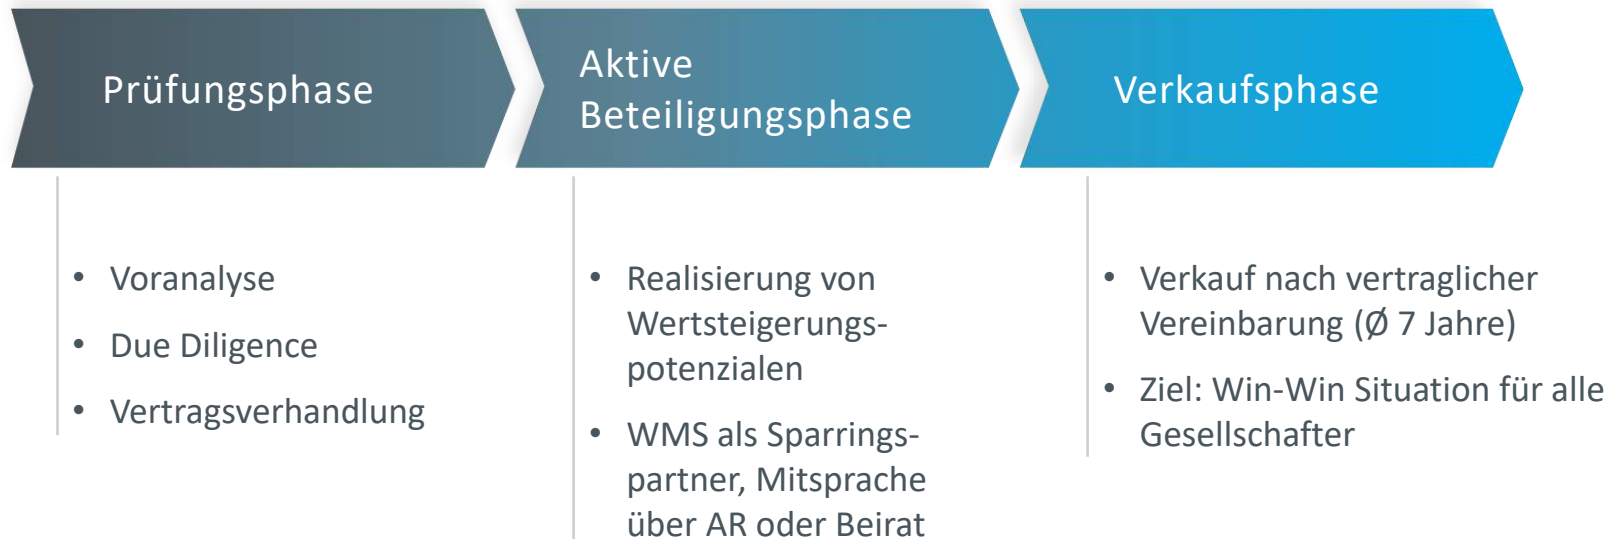 Prüfungsphase
• Voranalyse
• Due Diligence
• Vertragsverhandlung
Aktive
Beteiligungsphase
• Realisierung von
Wertsteigerungs-
potenzialen
• WMS als Sparrings-
partner, Mitsprache
über AR oder Beirat
Verkaufsphase
• Verkauf nach vertraglicher
Vereinbarung (Ø 7 Jahre)
• Ziel: Win-Win Situation für alle
Gesellschafter